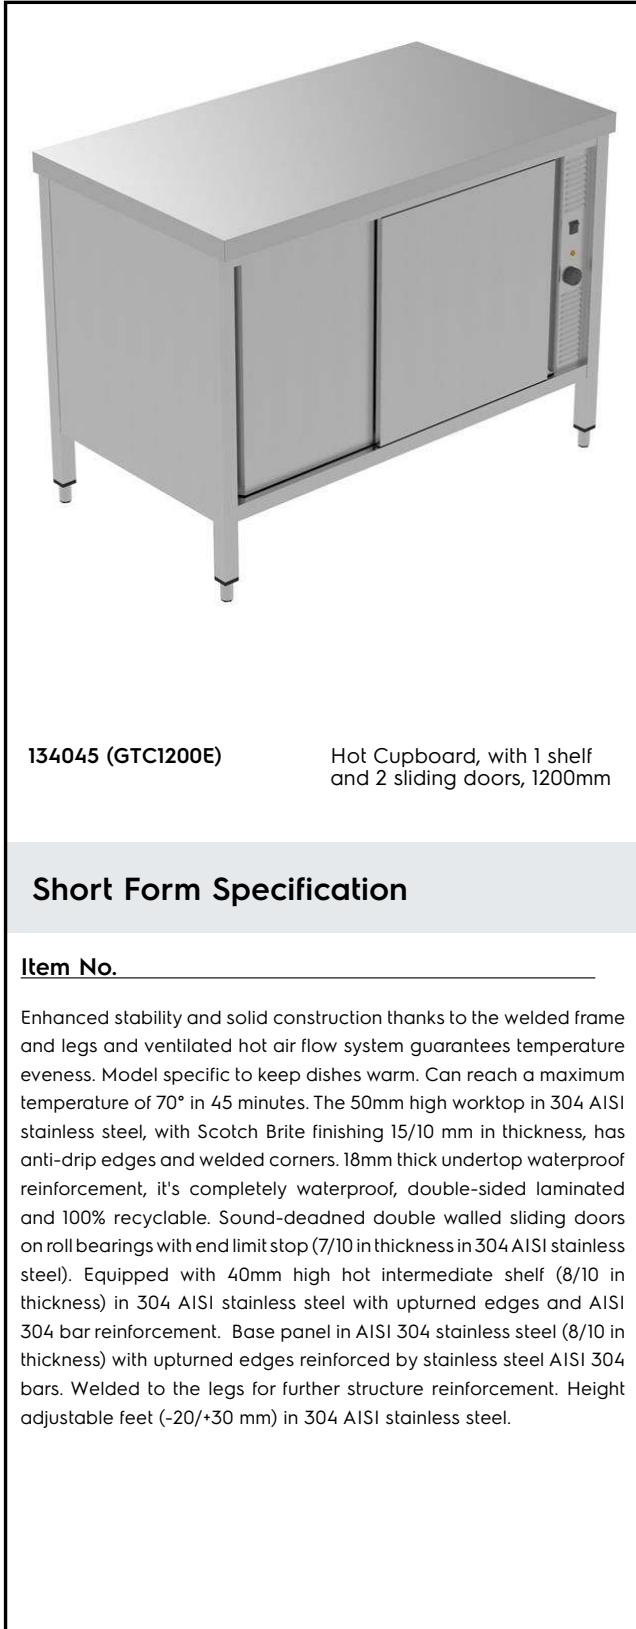 134045 (GTC1200E)
Hot Cupboard, with 1 shelf
and 2 sliding doors, 1200mm
Short Form Specification
Item No.
Enhanced stability and solid construction thanks to the welded frame
and legs and ventilated hot air flow system guarantees temperature
eveness. Model specific to keep dishes warm. Can reach a maximum
temperature of 70° in 45 minutes. The 50mm high worktop in 304 AISI
stainless steel, with Scotch Brite finishing 15/10 mm in thickness, has
anti-drip edges and welded corners. 18mm thick undertop waterproof
reinforcement, it's completely waterproof, double-sided laminated
and 100% recyclable. Sound-deadned double walled sliding doors
on roll bearings with end limit stop (7/10 in thickness in 304 AISI stainless
steel). Equipped with 40mm high hot intermediate shelf (8/10 in
thickness) in 304 AISI stainless steel with upturned edges and AISI
304 bar reinforcement. Base panel in AISI 304 stainless steel (8/10 in
thickness) with upturned edges reinforced by stainless steel AISI 304
bars. Welded to the legs for further structure reinforcement. Height
adjustable feet (-20/+30 mm) in 304 AISI stainless steel.